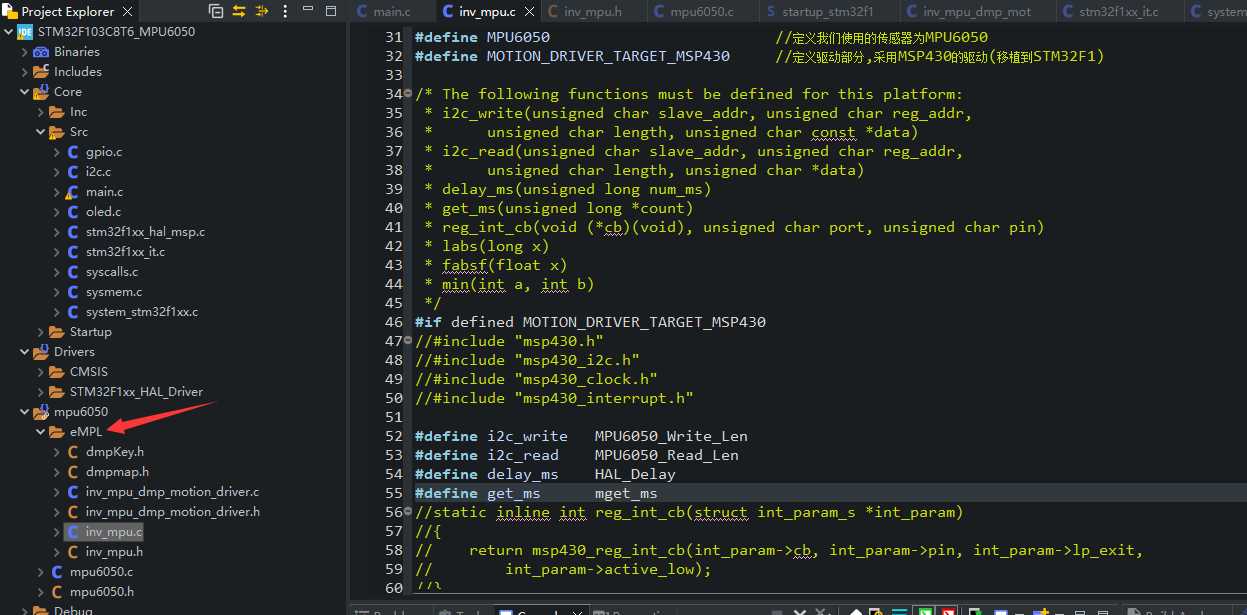 Project Explorer
STM32F103C8T6_MPU6050
Binaries
Includes
Core
Inc
Src
gpio.c
i2c.c
main.c
oled.c
stm32f1xx_hal_msp.c
stm32f1xx_it.c
syscalls.c
sysmem.c
system_stm32f1xx.c
Startup
Drivers
CMSIS
STM32F1xx_HAL_Driver
mpu6050
eMPL
dmpKey.h
dmpmap.h
inv_mpu_dmp_motion_driver.c
inv_mpu_dmp_motion_driver.h
inv_mpu.c
inv_mpu.h
mpu6050.c
mpu6050.h
Debug
main.c inv_mpu.c inv_mpu.h mpu6050.c startup_stm32f1 inv_mpu_dmp_mot stm32f1xx_it.c system
31 #define MPU6050 //定义我们使用的传感器为MPU6050
32 #define MOTION_DRIVER_TARGET_MSP430 //定义驱动部分,采用MSP430的驱动(移植到STM32F1)
33
34 /* The following functions must be defined for this platform:
35 * i2c_write(unsigned char slave_addr, unsigned char reg_addr,
36 * unsigned char length, unsigned char const *data)
37 * i2c_read(unsigned char slave_addr, unsigned char reg_addr,
38 * unsigned char length, unsigned char *data)
39 * delay_ms(unsigned long num_ms)
40 * get_ms(unsigned long *count)
41 * reg_int_cb(void (*cb)(void), unsigned char port, unsigned char pin)
42 * labs(long x)
43 * fabsf(float x)
44 * min(int a, int b)
45 */
46 #if defined MOTION_DRIVER_TARGET_MSP430
47 //#include "msp430.h"
48 //#include "msp430_i2c.h"
49 //#include "msp430_clock.h"
50 //#include "msp430_interrupt.h"
51
52 #define i2c_write MPU6050_Write_Len
53 #define i2c_read MPU6050_Read_Len
54 #define delay_ms HAL_Delay
55 #define get_ms mget_ms
56 //static inline int reg_int_cb(struct int_param_s *int_param)
57 //{
58 // return msp430_reg_int_cb(int_param->cb, int_param->pin, int_param->lp_exit,
59 // int_param->active_low);
60 //}